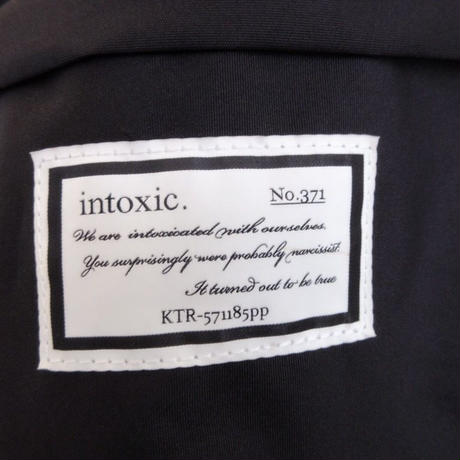 intoxic. No.371
We are intoxicated with ourselves.
You surprisingly were probably narcissist.
It turned out to be true
KTR-571185pp